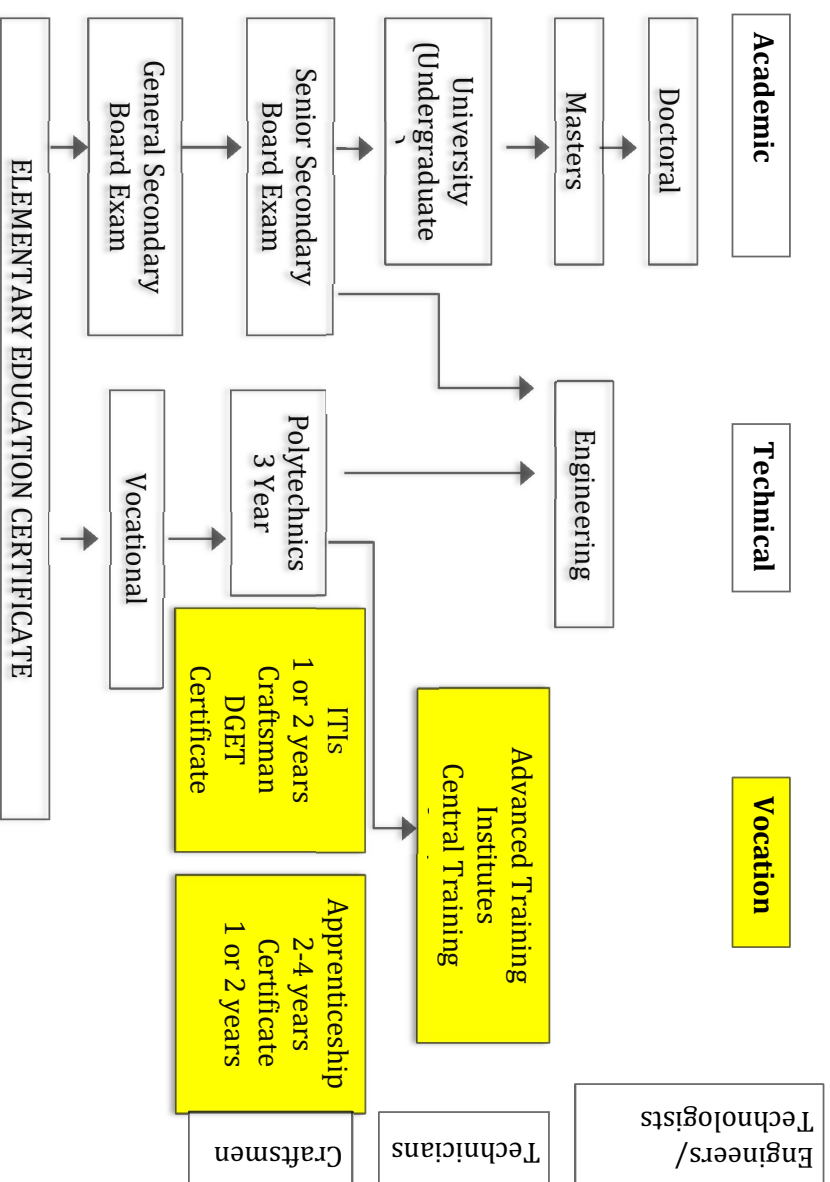 Academic
Technical
Vocation
Doctoral
Masters
Engineering
Engineers/
Technologists
University
(Undergraduate
)
Advanced Training
Institutes
Central Training
Technicians
Senior Secondary
Board Exam
Polytechnics
3 Year
ITIs
1 or 2 years
Craftsman
DGET
Certificate
Apprenticeship
2-4 years
Certificate
1 or 2 years
Craftsmen
General Secondary
Board Exam
Vocational
ELEMENTARY EDUCATION CERTIFICATE